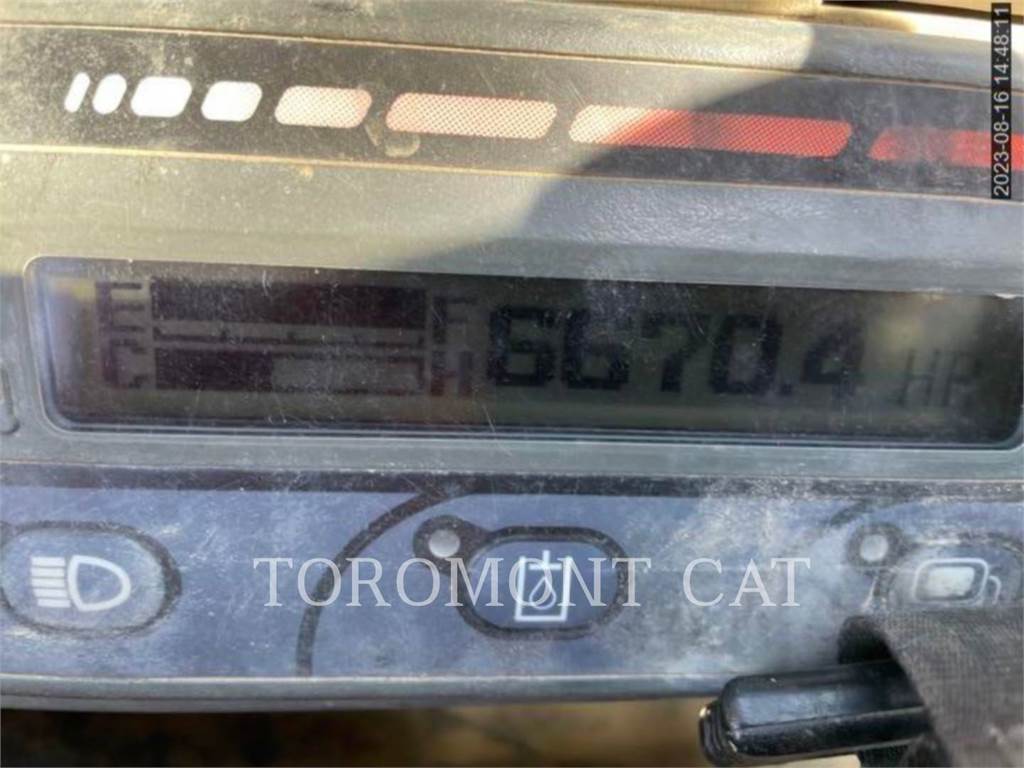 2023-08-16 14:48:11
E F 6670.4 HR
C H
TOROMONT CAT